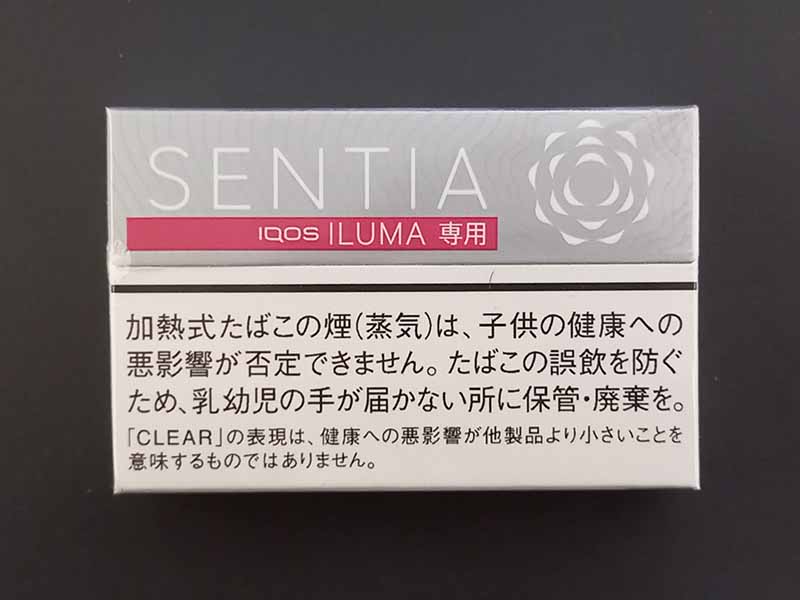 SENTIA
IQOS ILUMA 専用
加熱式たばこの煙(蒸気)は、子供の健康への
悪影響が否定できません。たばこの誤飲を防ぐ
ため、乳幼児の手が届かない所に保管・廃棄を。
「CLEAR」の表現は、健康への悪影響が他製品より小さいことを
意味するものではありません。